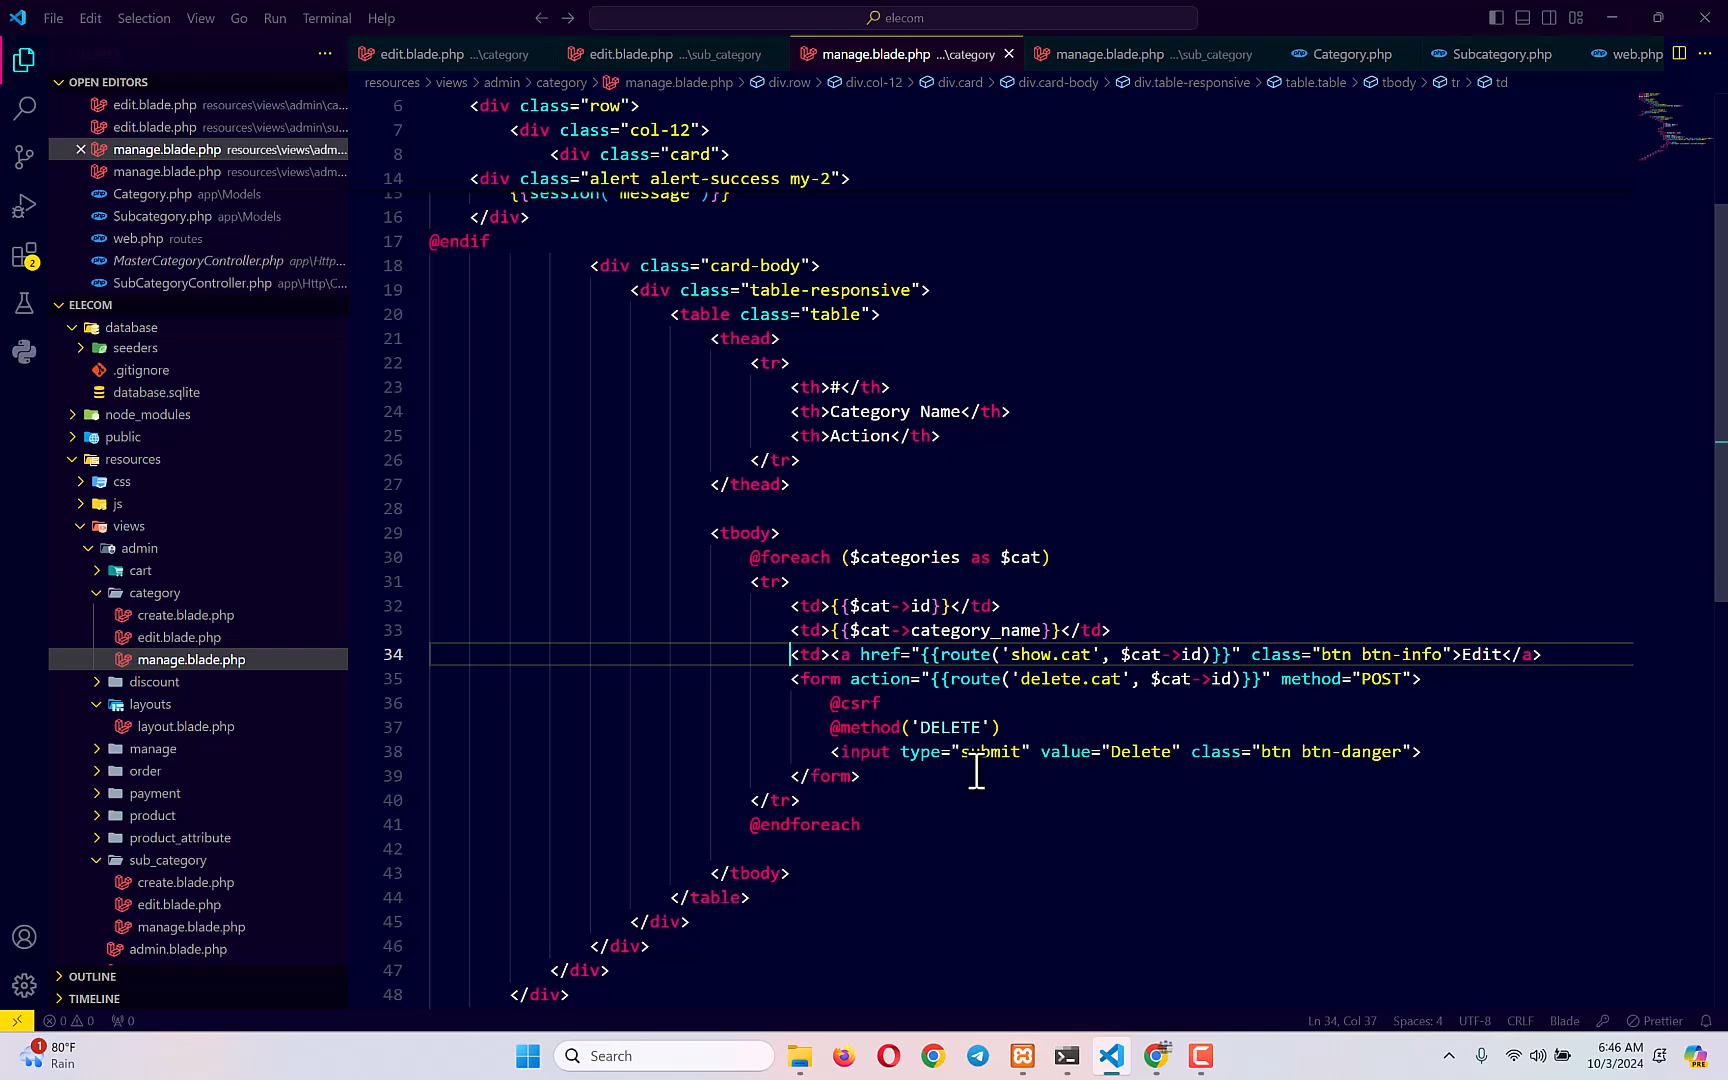 File Edit Selection View Go Run Terminal Help
elecom
edit.blade.php ...\category
edit.blade.php ...\sub_category
manage.blade.php ...\category
manage.blade.php ...\sub_category
Category.php
Subcategory.php
web.php
resources > views > admin > category > manage.blade.php > div.row > div.col-12 > div.card > div.card-body > div.table-responsive > table.table > tbody > tr > td
OPEN EDITORS
edit.blade.php resources\views\admin\ca...
edit.blade.php resources\views\admin\su...
manage.blade.php resources\views\adm...
manage.blade.php resources\views\adm...
Category.php app\Models
Subcategory.php app\Models
web.php routes
MasterCategoryController.php app\Http...
SubCategoryController.php app\Http\C...
2
ELECOM
database
seeders
.gitignore
database.sqlite
node_modules
public
resources
css
js
views
admin
cart
category
create.blade.php
edit.blade.php
manage.blade.php
discount
layouts
layout.blade.php
manage
order
payment
product
product_attribute
sub_category
create.blade.php
edit.blade.php
manage.blade.php
admin.blade.php
OUTLINE
TIMELINE
6 <div class="row">
7 <div class="col-12">
8 <div class="card">
14 <div class="alert alert-success my-2">
15 {{session('message')}}
16 </div>
17 @endif
18 <div class="card-body">
19 <div class="table-responsive">
20 <table class="table">
21 <thead>
22 <tr>
23 <th>#</th>
24 <th>Category Name</th>
25 <th>Action</th>
26 </tr>
27 </thead>
28
29 <tbody>
30 @foreach ($categories as $cat)
31 <tr>
32 <td>{{$cat->id}}</td>
33 <td>{{$cat->category_name}}</td>
34 <td><a href="{{route('show.cat', $cat->id)}}" class="btn btn-info">Edit</a>
35 <form action="{{route('delete.cat', $cat->id)}}" method="POST">
36 @csrf
37 @method('DELETE')
38 <input type="submit" value="Delete" class="btn btn-danger">
39 </form>
40 </tr>
41 @endforeach
42
43 </tbody>
44 </table>
45 </div>
46 </div>
47 </div>
48 </div>
0 0 0
Ln 34, Col 37 Spaces: 4 UTF-8 CRLF Blade Prettier
1
80°F
Rain
Search
6:46 AM
10/3/2024
PRE